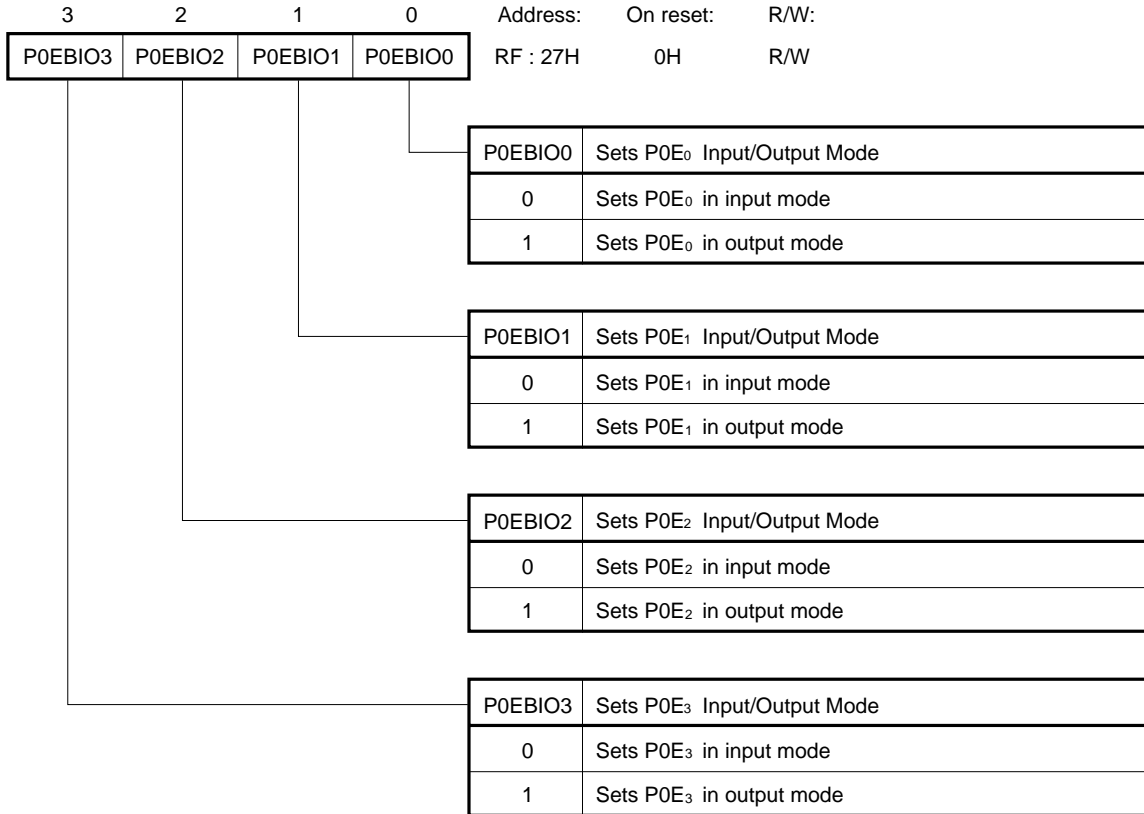 3 2 1 0 Address: On reset: R/W:
P0EBIO3 P0EBIO2 P0EBIO1 P0EBIO0 RF : 27H 0H R/W
P0EBIO0 Sets P0E₀ Input/Output Mode
0 Sets P0E₀ in input mode
1 Sets P0E₀ in output mode
P0EBIO1 Sets P0E₁ Input/Output Mode
0 Sets P0E₁ in input mode
1 Sets P0E₁ in output mode
P0EBIO2 Sets P0E₂ Input/Output Mode
0 Sets P0E₂ in input mode
1 Sets P0E₂ in output mode
P0EBIO3 Sets P0E₃ Input/Output Mode
0 Sets P0E₃ in input mode
1 Sets P0E₃ in output mode